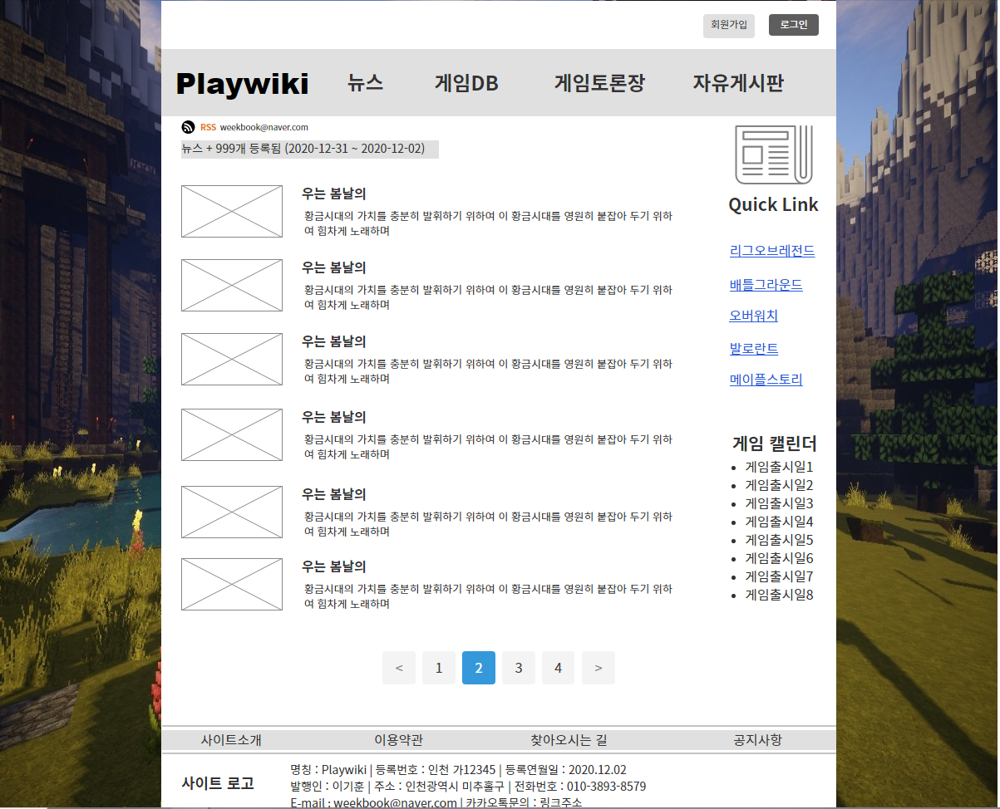 회원가입 로그인
Playwiki 뉴스 게임DB 게임토론장 자유게시판
RSS weekbook@naver.com
뉴스 + 999개 등록됨 (2020-12-31 ~ 2020-12-02)
우는 봄날의
황금시대의 가치를 충분히 발휘하기 위하여 이 황금시대를 영원히 붙잡아 두기 위하
여 힘차게 노래하며
우는 봄날의
황금시대의 가치를 충분히 발휘하기 위하여 이 황금시대를 영원히 붙잡아 두기 위하
여 힘차게 노래하며
우는 봄날의
황금시대의 가치를 충분히 발휘하기 위하여 이 황금시대를 영원히 붙잡아 두기 위하
여 힘차게 노래하며
우는 봄날의
황금시대의 가치를 충분히 발휘하기 위하여 이 황금시대를 영원히 붙잡아 두기 위하
여 힘차게 노래하며
우는 봄날의
황금시대의 가치를 충분히 발휘하기 위하여 이 황금시대를 영원히 붙잡아 두기 위하
여 힘차게 노래하며
우는 봄날의
황금시대의 가치를 충분히 발휘하기 위하여 이 황금시대를 영원히 붙잡아 두기 위하
여 힘차게 노래하며
Quick Link
리그오브레전드
배틀그라운드
오버워치
발로란트
메이플스토리
게임 캘린더
• 게임출시일1
• 게임출시일2
• 게임출시일3
• 게임출시일4
• 게임출시일5
• 게임출시일6
• 게임출시일7
• 게임출시일8
< 1 2 3 4 >
사이트소개 이용약관 찾아오시는 길 공지사항
사이트 로고
명칭 : Playwiki | 등록번호 : 인천 가12345 | 등록연월일 : 2020.12.02
발행인 : 이기훈 | 주소 : 인천광역시 미추홀구 | 전화번호 : 010-3893-8579
E-mail : weekbook@naver.com | 카카오톡문의 : 링크주소